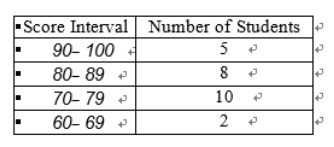 Score Interval Number of Students
90– 100 5
80– 89 8
70– 79 10
60– 69 2